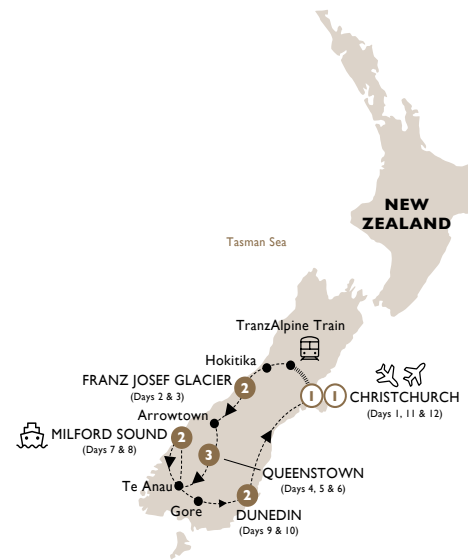 NEW
ZEALAND
Tasman Sea
TranzAlpine Train
Hokitika
FRANZ JOSEF GLACIER
(Days 2 & 3)
2
1
1
CHRISTCHURCH
(Days 1, 11 & 12)
Arrowtown
MILFORD SOUND
(Days 7 & 8)
2
3
QUEENSTOWN
(Days 4, 5 & 6)
Te Anau
Gore
2
DUNEDIN
(Days 9 & 10)